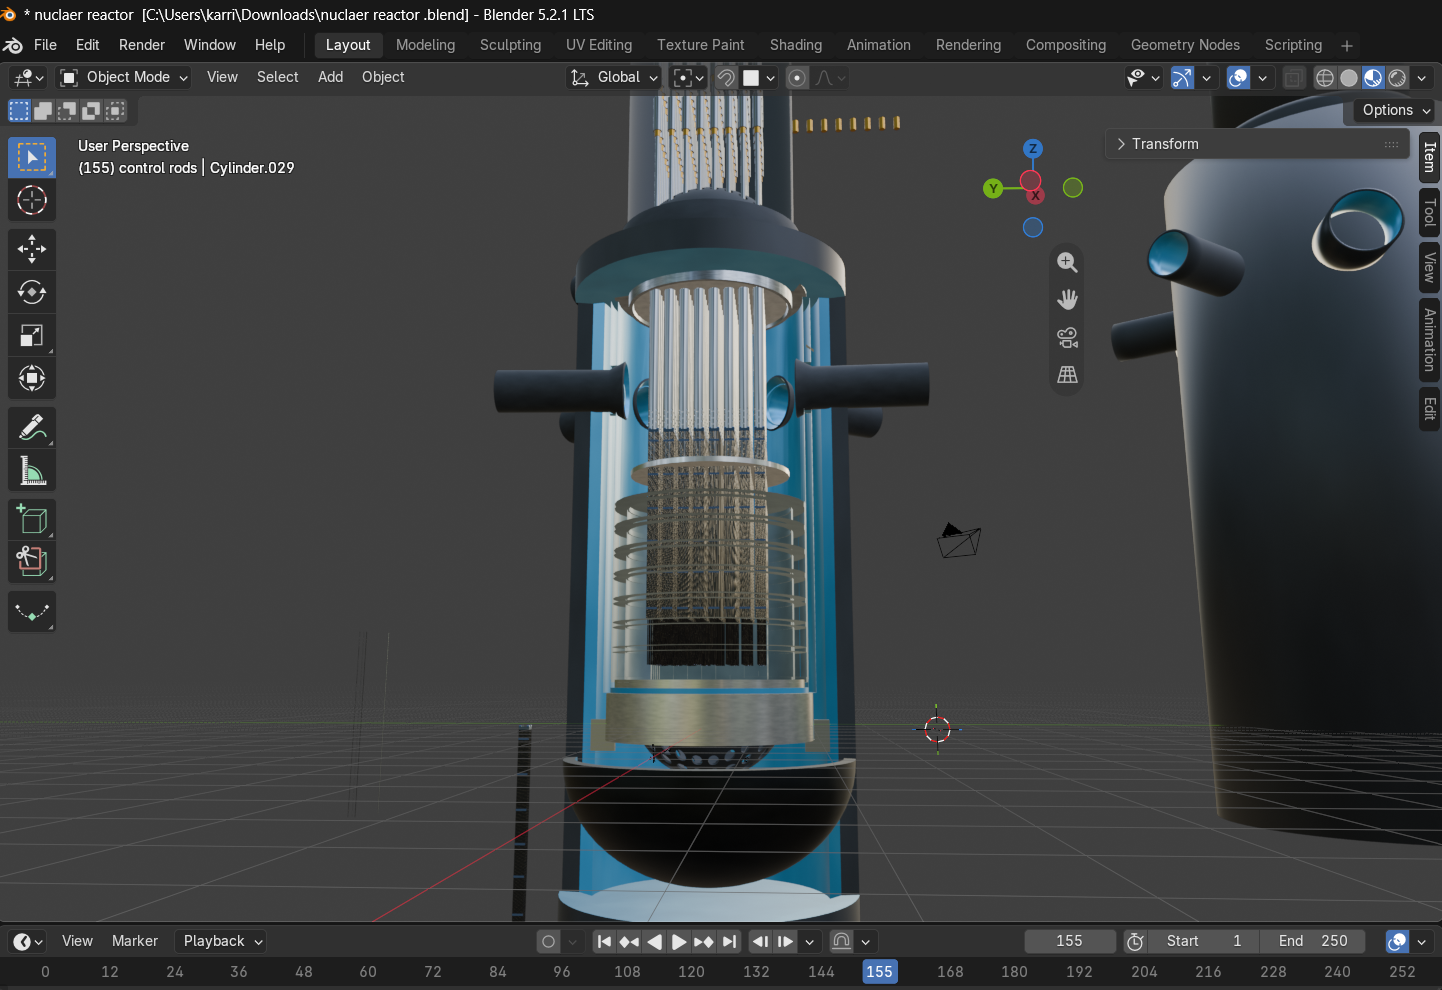 * nuclaer reactor [C:\Users\karri\Downloads\nuclaer reactor .blend] - Blender 5.2.1 LTS
File Edit Render Window Help Layout Modeling Sculpting UV Editing Texture Paint Shading Animation Rendering Compositing Geometry Nodes Scripting +
Object Mode View Select Add Object Global
Options
User Perspective
(155) control rods | Cylinder.029
Transform
Z
Y
X
Item
Tool
View
Animation
Edit
View Marker Playback 155 Start 1 End 250
0 12 24 36 48 60 72 84 96 108 120 132 144 155 168 180 192 204 216 228 240 252